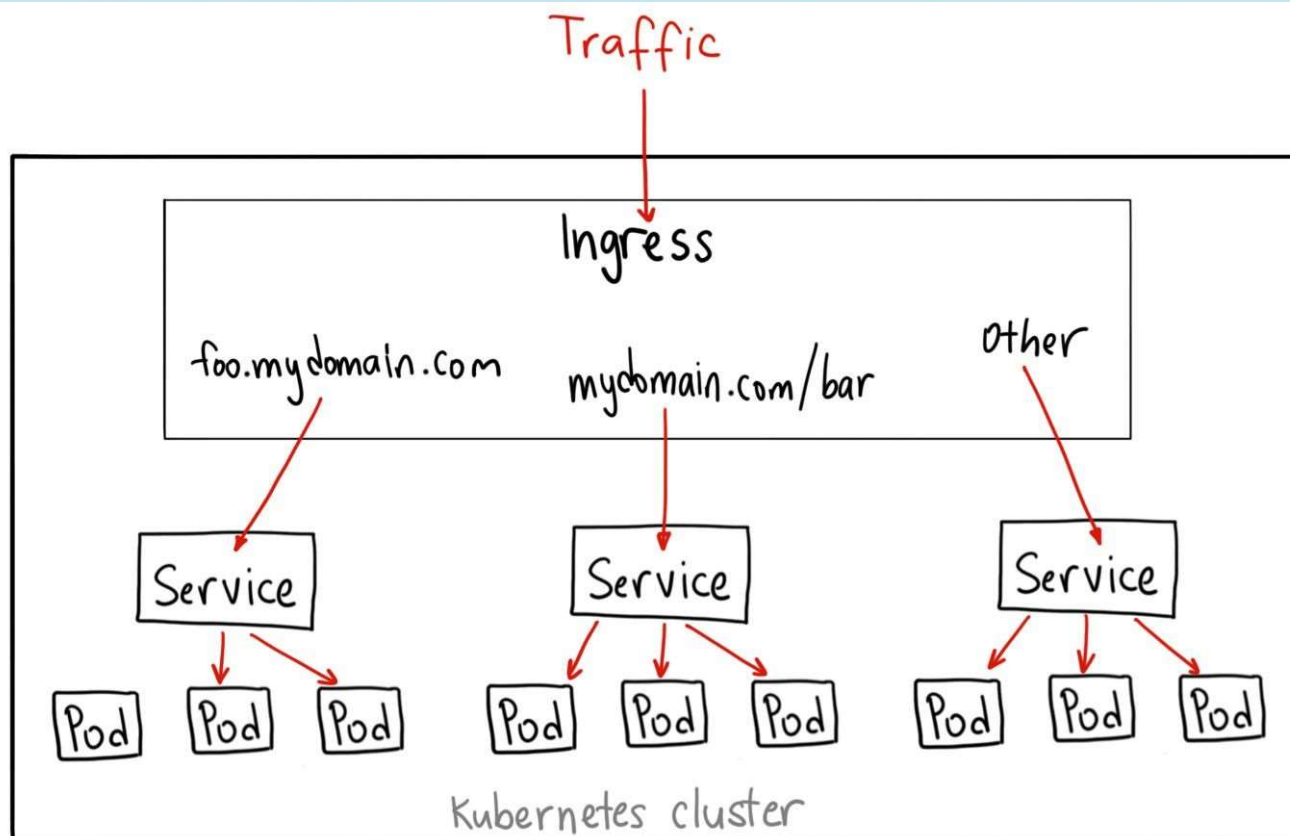 Traffic
Ingress
foo.mydomain.com
mydomain.com/bar
other
Service
Service
Service
Pod
Pod
Pod
Pod
Pod
Pod
Pod
Pod
Pod
Kubernetes cluster